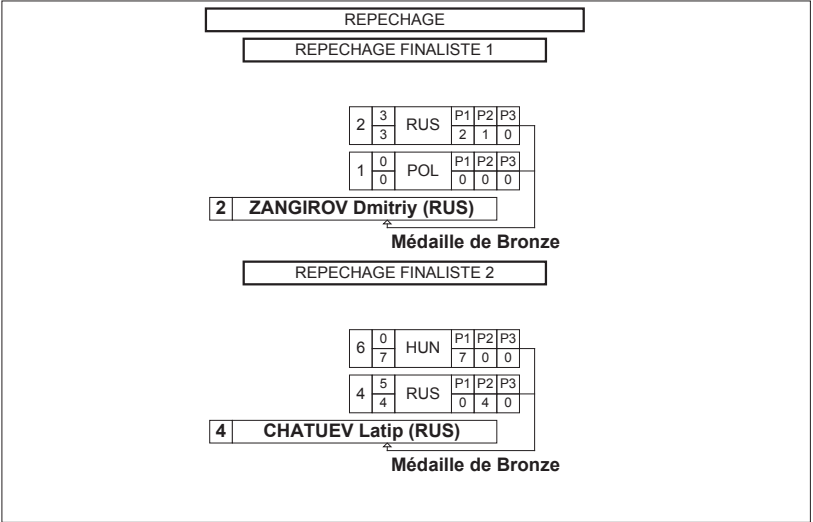 REPECHAGE
REPECHAGE FINALISTE 1
2 3 RUS P1 P2 P3
3 2 1 0
1 0 POL P1 P2 P3
0 0 0 0
2 ZANGIROV Dmitriy (RUS)
Médaille de Bronze
REPECHAGE FINALISTE 2
6 0 HUN P1 P2 P3
7 7 0 0
4 5 RUS P1 P2 P3
4 0 4 0
4 CHATUEV Latip (RUS)
Médaille de Bronze